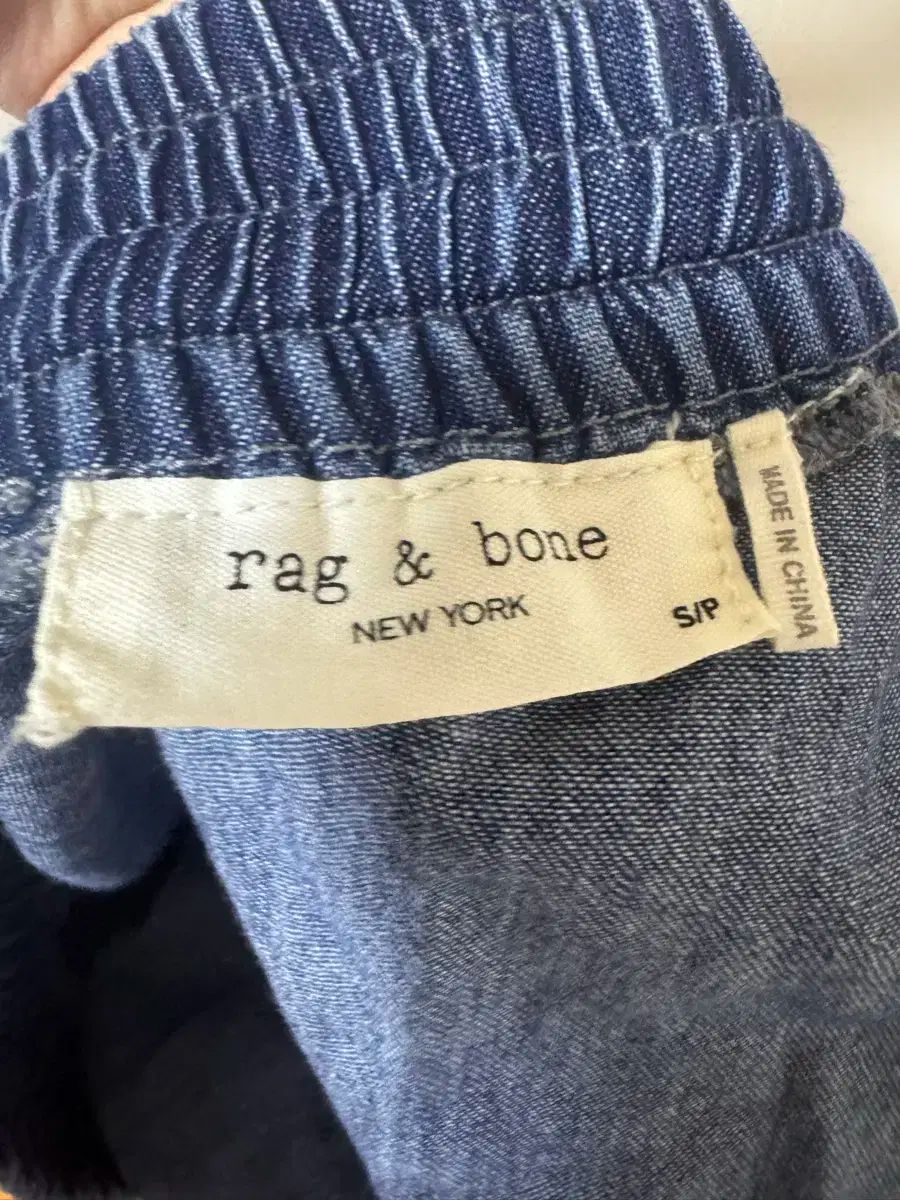 rag & bone
NEW YORK
S/P
MADE IN CHINA